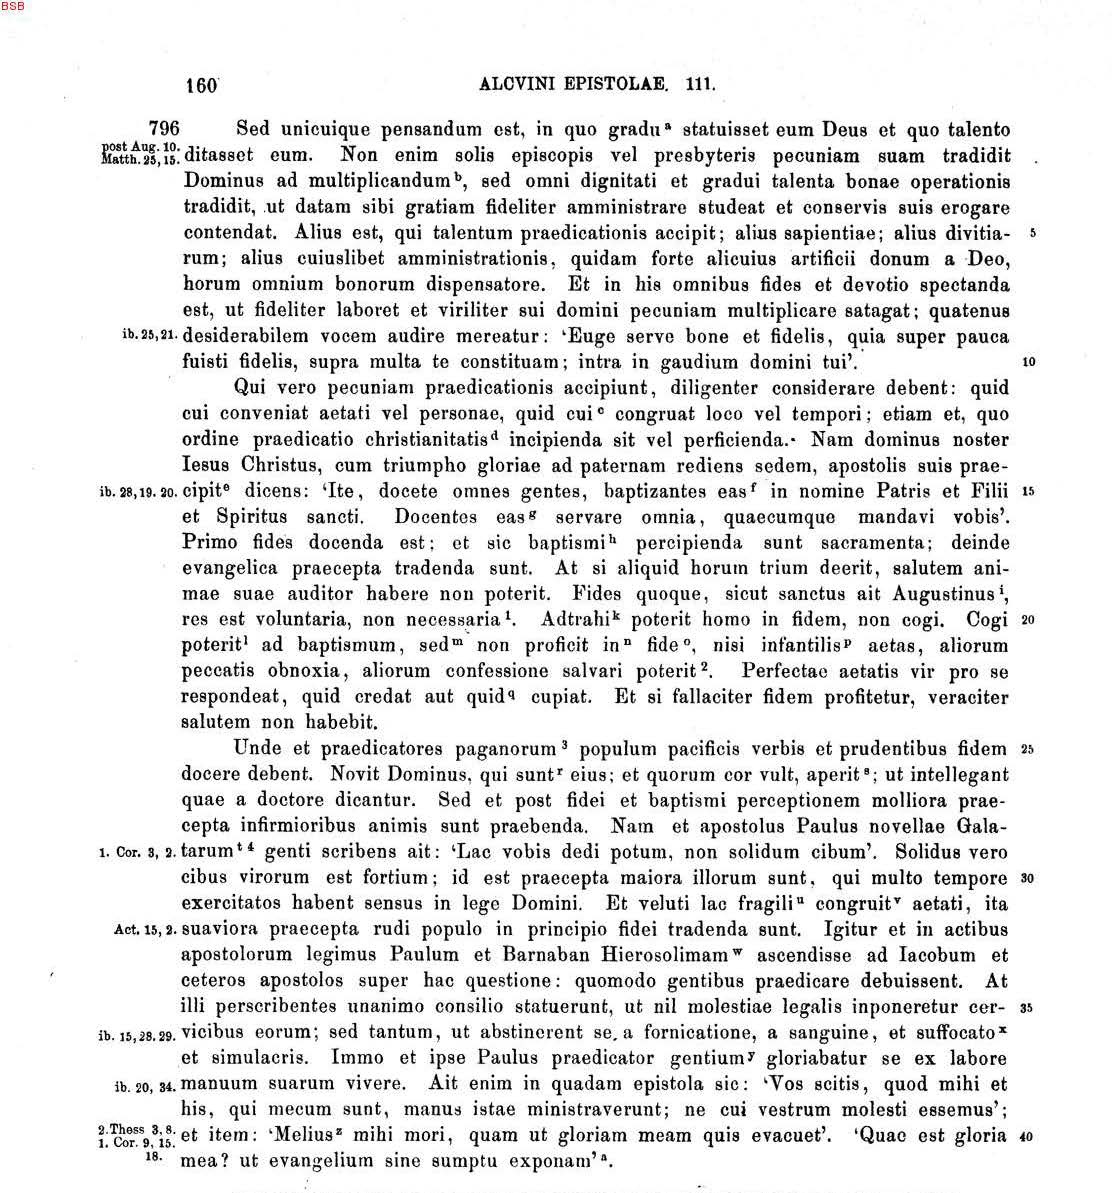 BSB
160 ALCVINI EPISTOLAE. 111.
796 Sed unicuique pensandum est, in quo gradu a statuisset eum Deus et quo talento
post Aug. 10.
Matth. 25, 15. ditasset eum. Non enim solis episcopis vel presbyteris pecuniam suam tradidit
Dominus ad multiplicandum b, sed omni dignitati et gradui talenta bonae operationis
tradidit, ut datam sibi gratiam fideliter amministrare studeat et conservis suis erogare
contendat. Alius est, qui talentum praedicationis accipit; alius sapientiae; alius divitia- 5
rum; alius cuiuslibet amministrationis, quidam forte alicuius artificii donum a Deo,
horum omnium bonorum dispensatore. Et in his omnibus fides et devotio spectanda
est, ut fideliter laboret et viriliter sui domini pecuniam multiplicare satagat; quatenus
ib. 25, 21. desiderabilem vocem audire mereatur: ‘Euge serve bone et fidelis, quia super pauca
fuisti fidelis, supra multa te constituam; intra in gaudium domini tui’. 10
Qui vero pecuniam praedicationis accipiunt, diligenter considerare debent: quid
cui conveniat aetati vel personae, quid cui c congruat loco vel tempori; etiam et, quo
ordine praedicatio christianitatis d incipienda sit vel perficienda. Nam dominus noster
Iesus Christus, cum triumpho gloriae ad paternam rediens sedem, apostolis suis prae-
ib. 28, 19. 20. cipit e dicens: ‘Ite, docete omnes gentes, baptizantes eas f in nomine Patris et Filii 15
et Spiritus sancti. Docentes eas g servare omnia, quaecumque mandavi vobis’.
Primo fides docenda est; et sic baptismi h percipienda sunt sacramenta; deinde
evangelica praecepta tradenda sunt. At si aliquid horum trium deerit, salutem ani-
mae suae auditor habere non poterit. Fides quoque, sicut sanctus ait Augustinus i,
res est voluntaria, non necessaria 1. Adtrahi k poterit homo in fidem, non cogi. Cogi 20
poterit l ad baptismum, sed m non proficit in n fide o, nisi infantilis p aetas, aliorum
peccatis obnoxia, aliorum confessione salvari poterit 2. Perfectae aetatis vir pro se
respondeat, quid credat aut quid q cupiat. Et si fallaciter fidem profitetur, veraciter
salutem non habebit.
Unde et praedicatores paganorum 3 populum pacificis verbis et prudentibus fidem 25
docere debent. Novit Dominus, qui sunt r eius; et quorum cor vult, aperit s; ut intellegant
quae a doctore dicantur. Sed et post fidei et baptismi perceptionem molliora prae-
cepta infirmioribus animis sunt praebenda. Nam et apostolus Paulus novellae Gala-
1. Cor. 3, 2. tarum t 4 genti scribens ait: ‘Lac vobis dedi potum, non solidum cibum’. Solidus vero
cibus virorum est fortium; id est praecepta maiora illorum sunt, qui multo tempore 30
exercitatos habent sensus in lege Domini. Et veluti lac fragili u congruit v aetati, ita
Act. 15, 2. suaviora praecepta rudi populo in principio fidei tradenda sunt. Igitur et in actibus
apostolorum legimus Paulum et Barnaban Hierosolimam w ascendisse ad Iacobum et
ceteros apostolos super hac questione: quomodo gentibus praedicare debuissent. At
illi perscribentes unanimo consilio statuerunt, ut nil molestiae legalis inponeretur cer- 35
ib. 15, 28. 29. vicibus eorum; sed tantum, ut abstinerent se a fornicatione, a sanguine, et suffocato x
et simulacris. Immo et ipse Paulus praedicator gentium y gloriabatur se ex labore
ib. 20, 34. manuum suarum vivere. Ait enim in quadam epistola sic: ‘Vos scitis, quod mihi et
his, qui mecum sunt, manus istae ministraverunt; ne cui vestrum molesti essemus’;
2. Thess 3, 8.
1. Cor. 9, 15. et item: ‘Melius z mihi mori, quam ut gloriam meam quis evacuet’. ‘Quae est gloria 40
18. mea? ut evangelium sine sumptu exponam’ a.